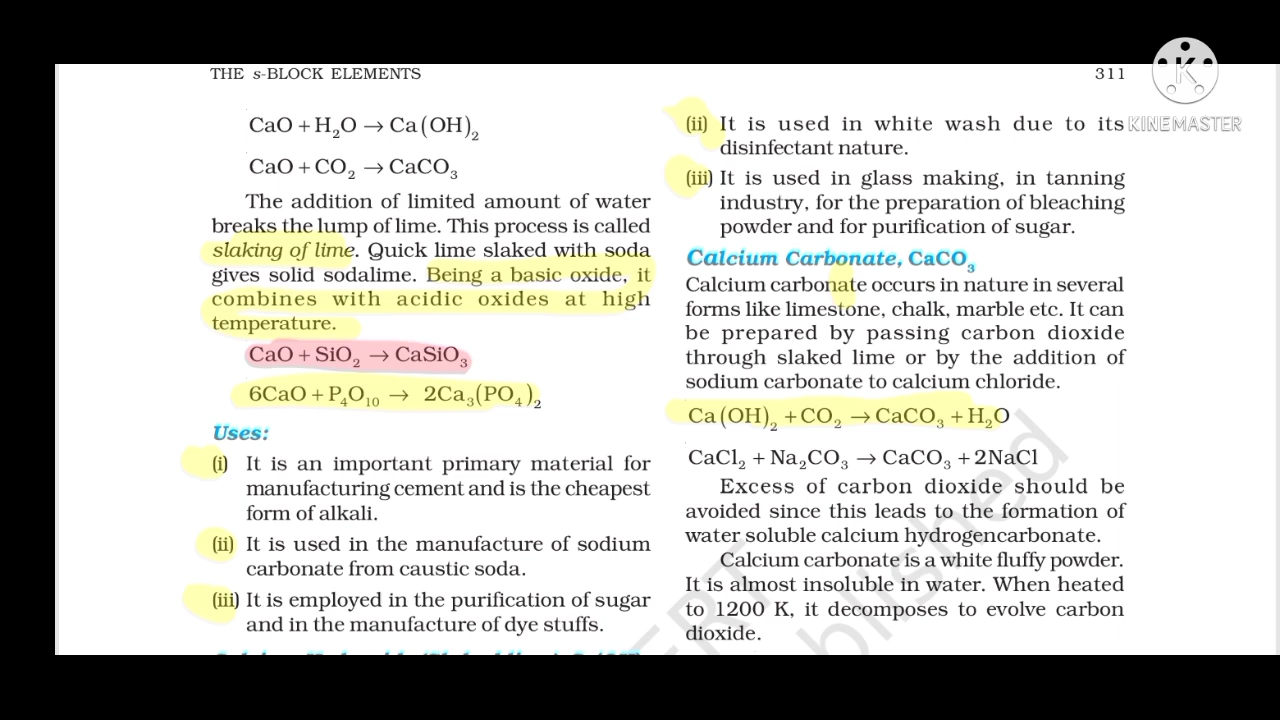 THE s-BLOCK ELEMENTS
311
CaO + H₂O → Ca(OH)₂
CaO + CO₂ → CaCO₃
The addition of limited amount of water
breaks the lump of lime. This process is called
slaking of lime. Quick lime slaked with soda
gives solid sodalime. Being a basic oxide, it
combines with acidic oxides at high
temperature.
CaO + SiO₂ → CaSiO₃
6CaO + P₄O₁₀ → 2Ca₃(PO₄)₂
Uses:
(i) It is an important primary material for
manufacturing cement and is the cheapest
form of alkali.
(ii) It is used in the manufacture of sodium
carbonate from caustic soda.
(iii) It is employed in the purification of sugar
and in the manufacture of dye stuffs.
(ii) It is used in white wash due to its
disinfectant nature.
(iii) It is used in glass making, in tanning
industry, for the preparation of bleaching
powder and for purification of sugar.
Calcium Carbonate, CaCO₃
Calcium carbonate occurs in nature in several
forms like limestone, chalk, marble etc. It can
be prepared by passing carbon dioxide
through slaked lime or by the addition of
sodium carbonate to calcium chloride.
Ca(OH)₂ + CO₂ → CaCO₃ + H₂O
CaCl₂ + Na₂CO₃ → CaCO₃ + 2NaCl
Excess of carbon dioxide should be
avoided since this leads to the formation of
water soluble calcium hydrogencarbonate.
Calcium carbonate is a white fluffy powder.
It is almost insoluble in water. When heated
to 1200 K, it decomposes to evolve carbon
dioxide.
K
KINEMASTER